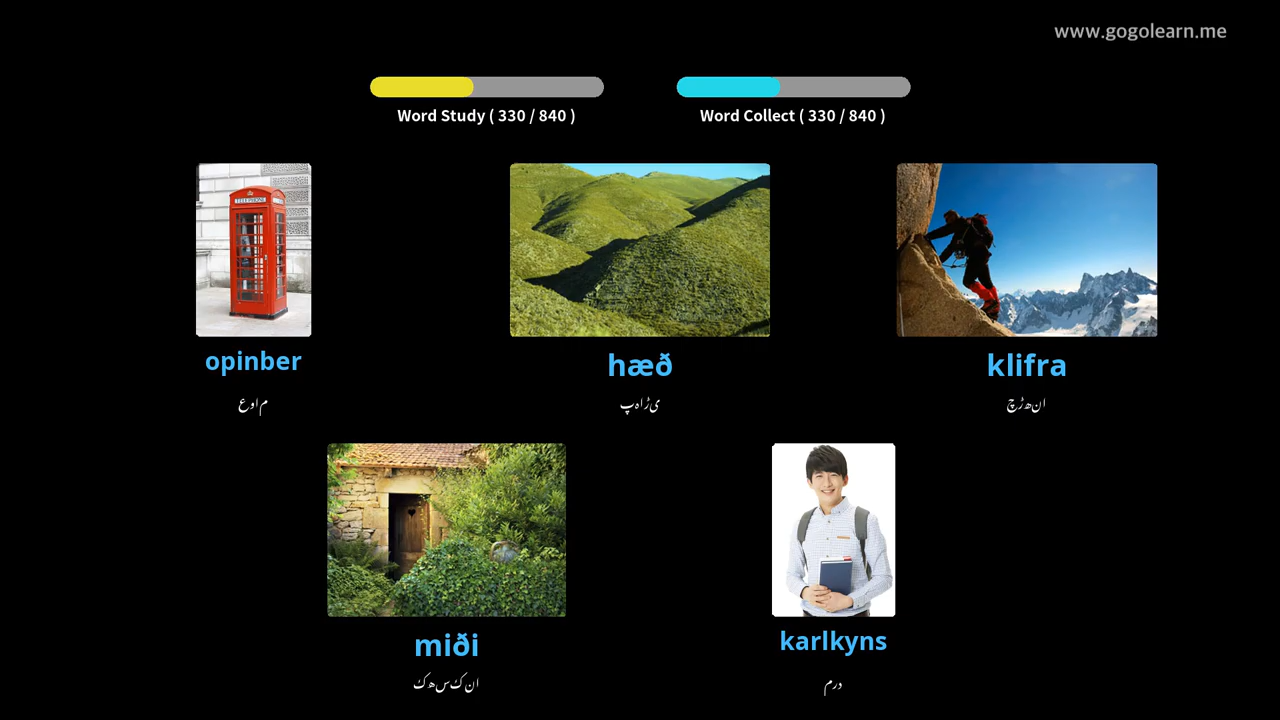 www.gogolearn.me
Word Study ( 330 / 840 )
Word Collect ( 330 / 840 )
TELEPHONE
opinber
عوام
hæð
پہاڑی
klifra
چڑھنا
miði
کھسکنا
karlkyns
مرد